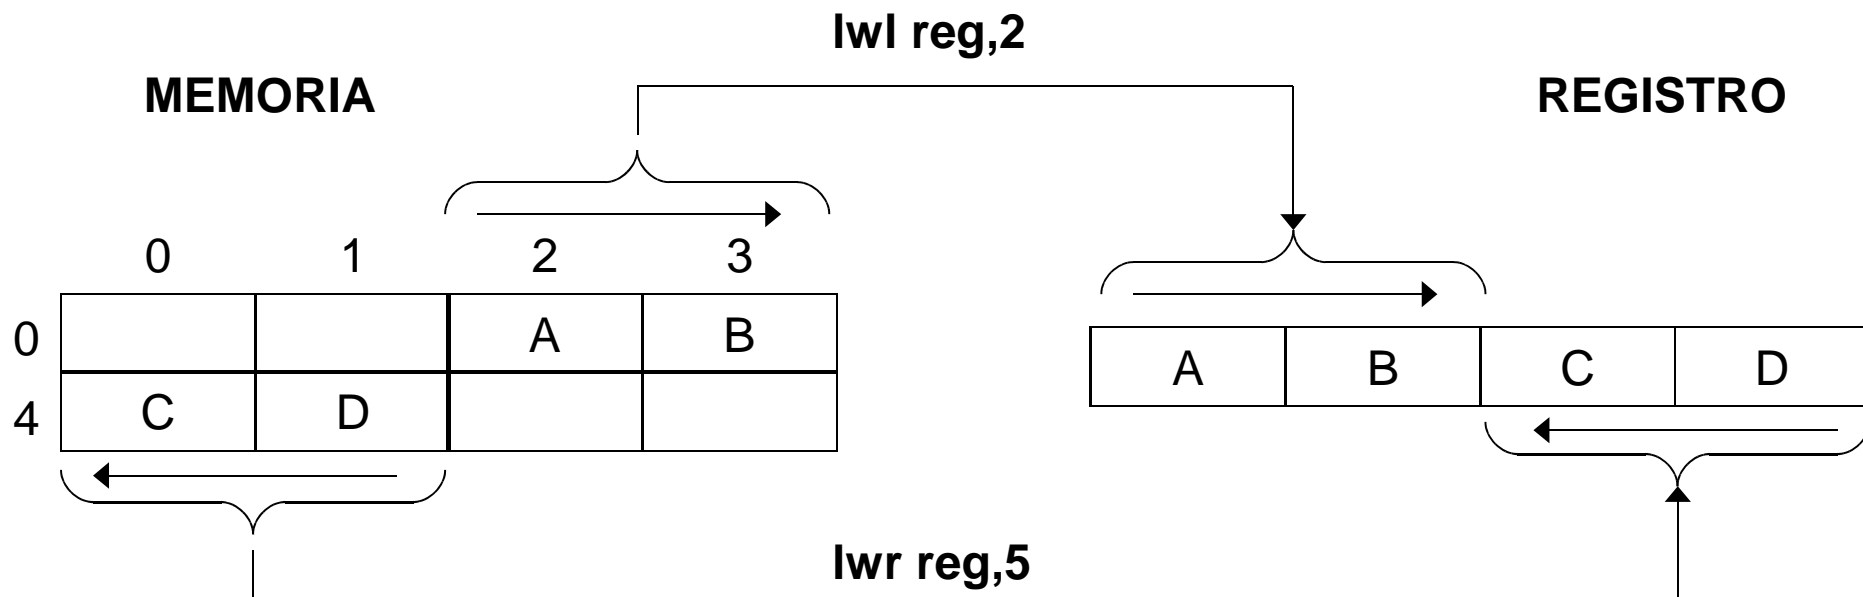 lwl reg,2
MEMORIA REGISTRO
0 1 2 3
0 A B
4 C D
A B C D
lwr reg,5